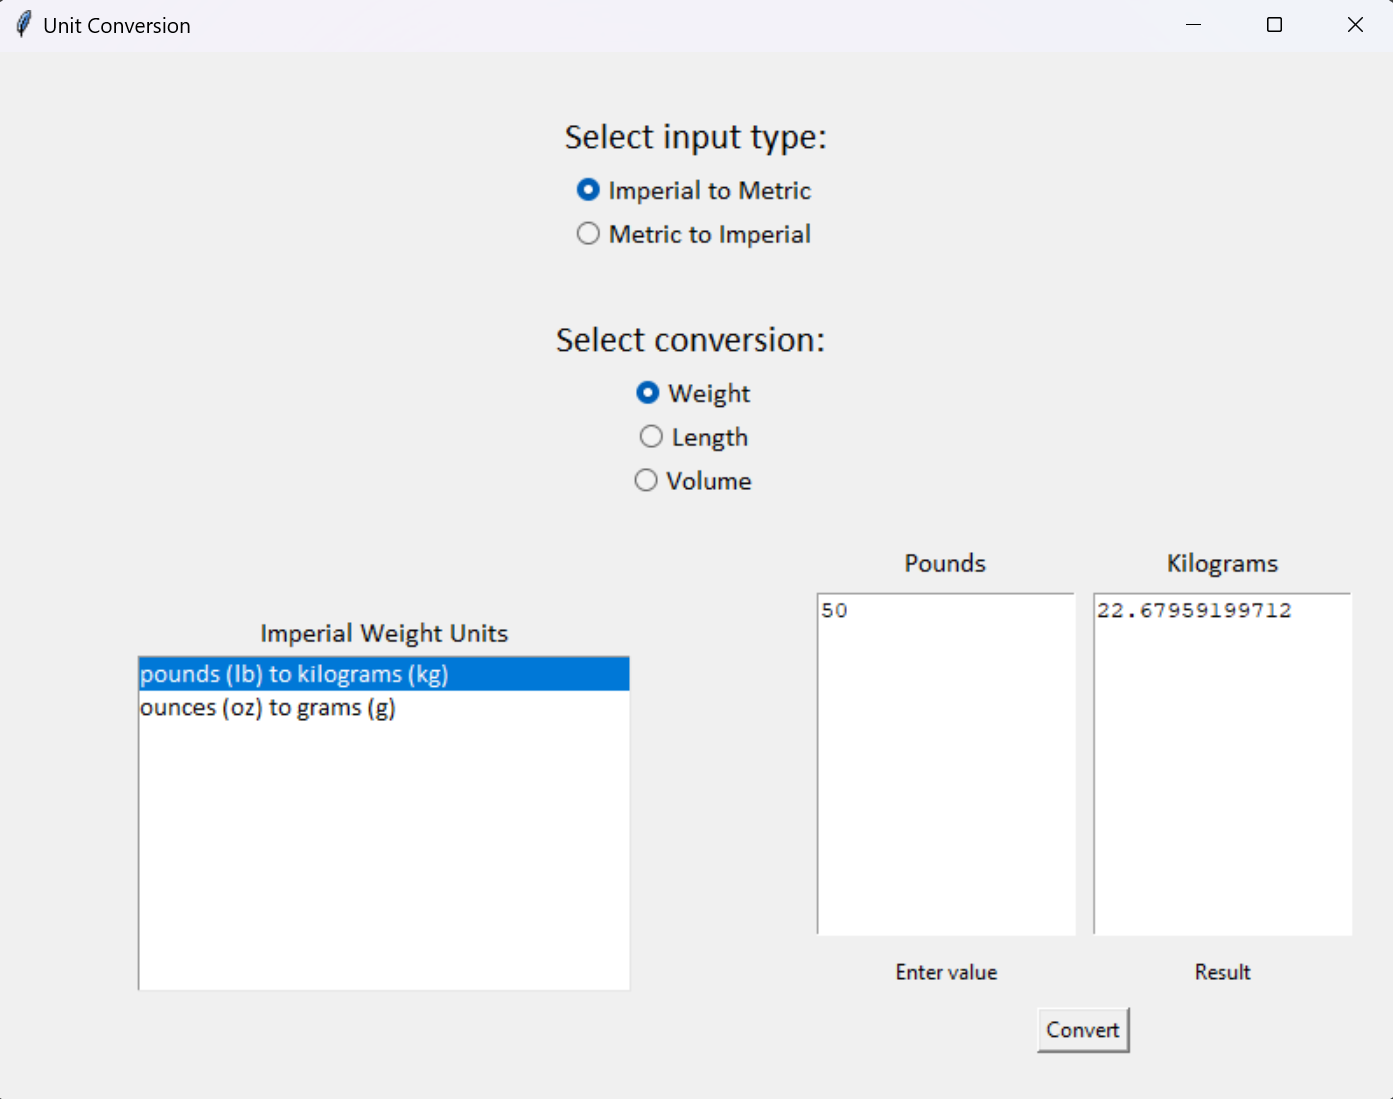 Unit Conversion
Select input type:
Imperial to Metric
Metric to Imperial
Select conversion:
Weight
Length
Volume
Imperial Weight Units
pounds (lb) to kilograms (kg)
ounces (oz) to grams (g)
Pounds
Kilograms
50
22.67959199712
Enter value
Result
Convert